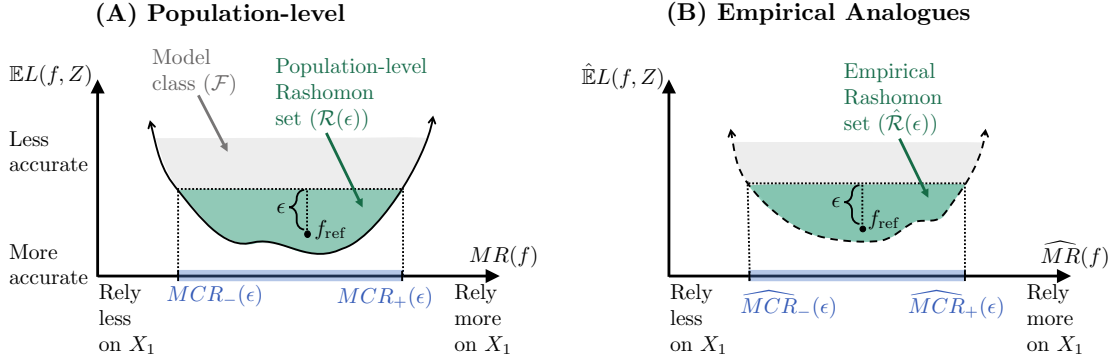 (A) Population-level
𝔼L(f, Z)
Model
class (ℱ)
Population-level
Rashomon
set (ℛ(ϵ))
Less
accurate
More
accurate
ϵ
f_ref
MR(f)
MCR₋(ϵ)
MCR₊(ϵ)
Rely
less
on X₁
Rely
more
on X₁
(B) Empirical Analogues
𝔼̂L(f, Z)
Empirical
Rashomon
set (ℛ̂(ϵ))
ϵ
f_ref
M͡R(f)
M͡CR₋(ϵ)
M͡CR₊(ϵ)
Rely
less
on X₁
Rely
more
on X₁